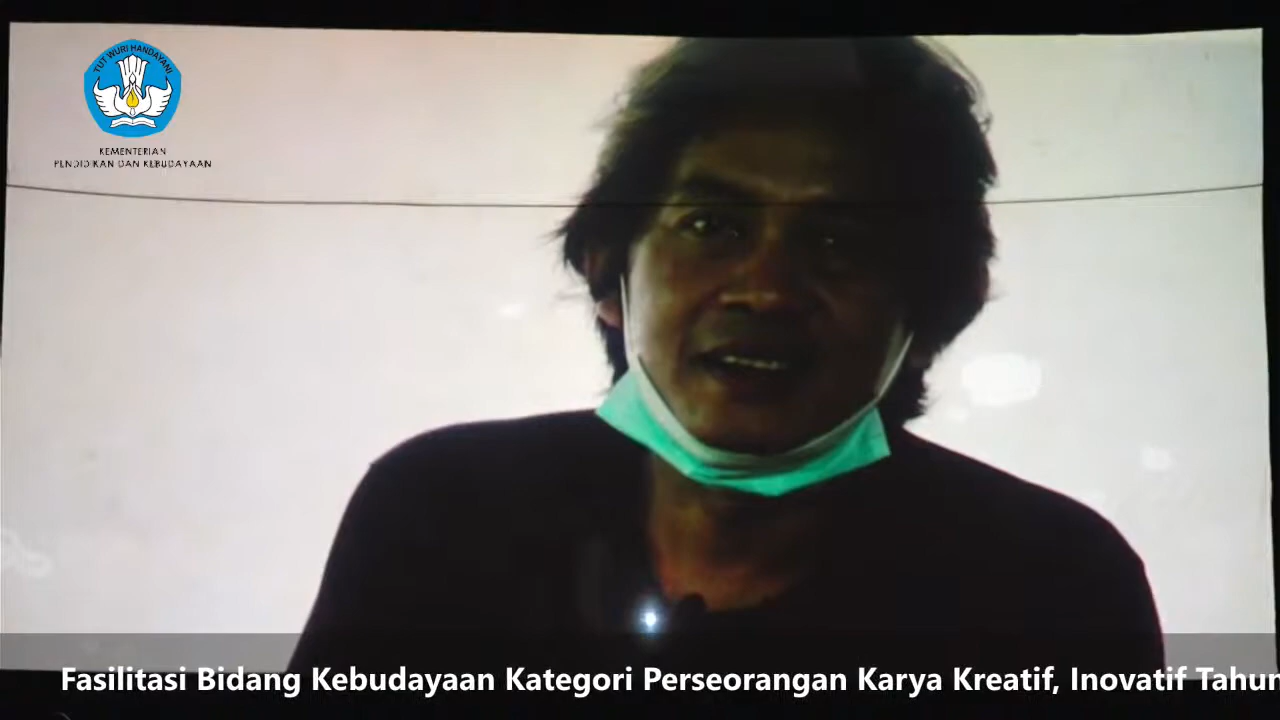 TUT WURI HANDAYANI
KEMENTERIAN
PENDIDIKAN DAN KEBUDAYAAN
Fasilitasi Bidang Kebudayaan Kategori Perseorangan Karya Kreatif, Inovatif Tahun